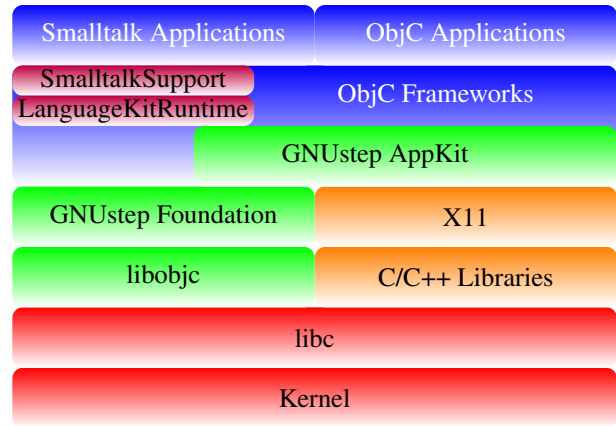 Smalltalk Applications
ObjC Applications
SmalltalkSupport
LanguageKitRuntime
ObjC Frameworks
GNUstep AppKit
GNUstep Foundation
X11
libobjc
C/C++ Libraries
libc
Kernel